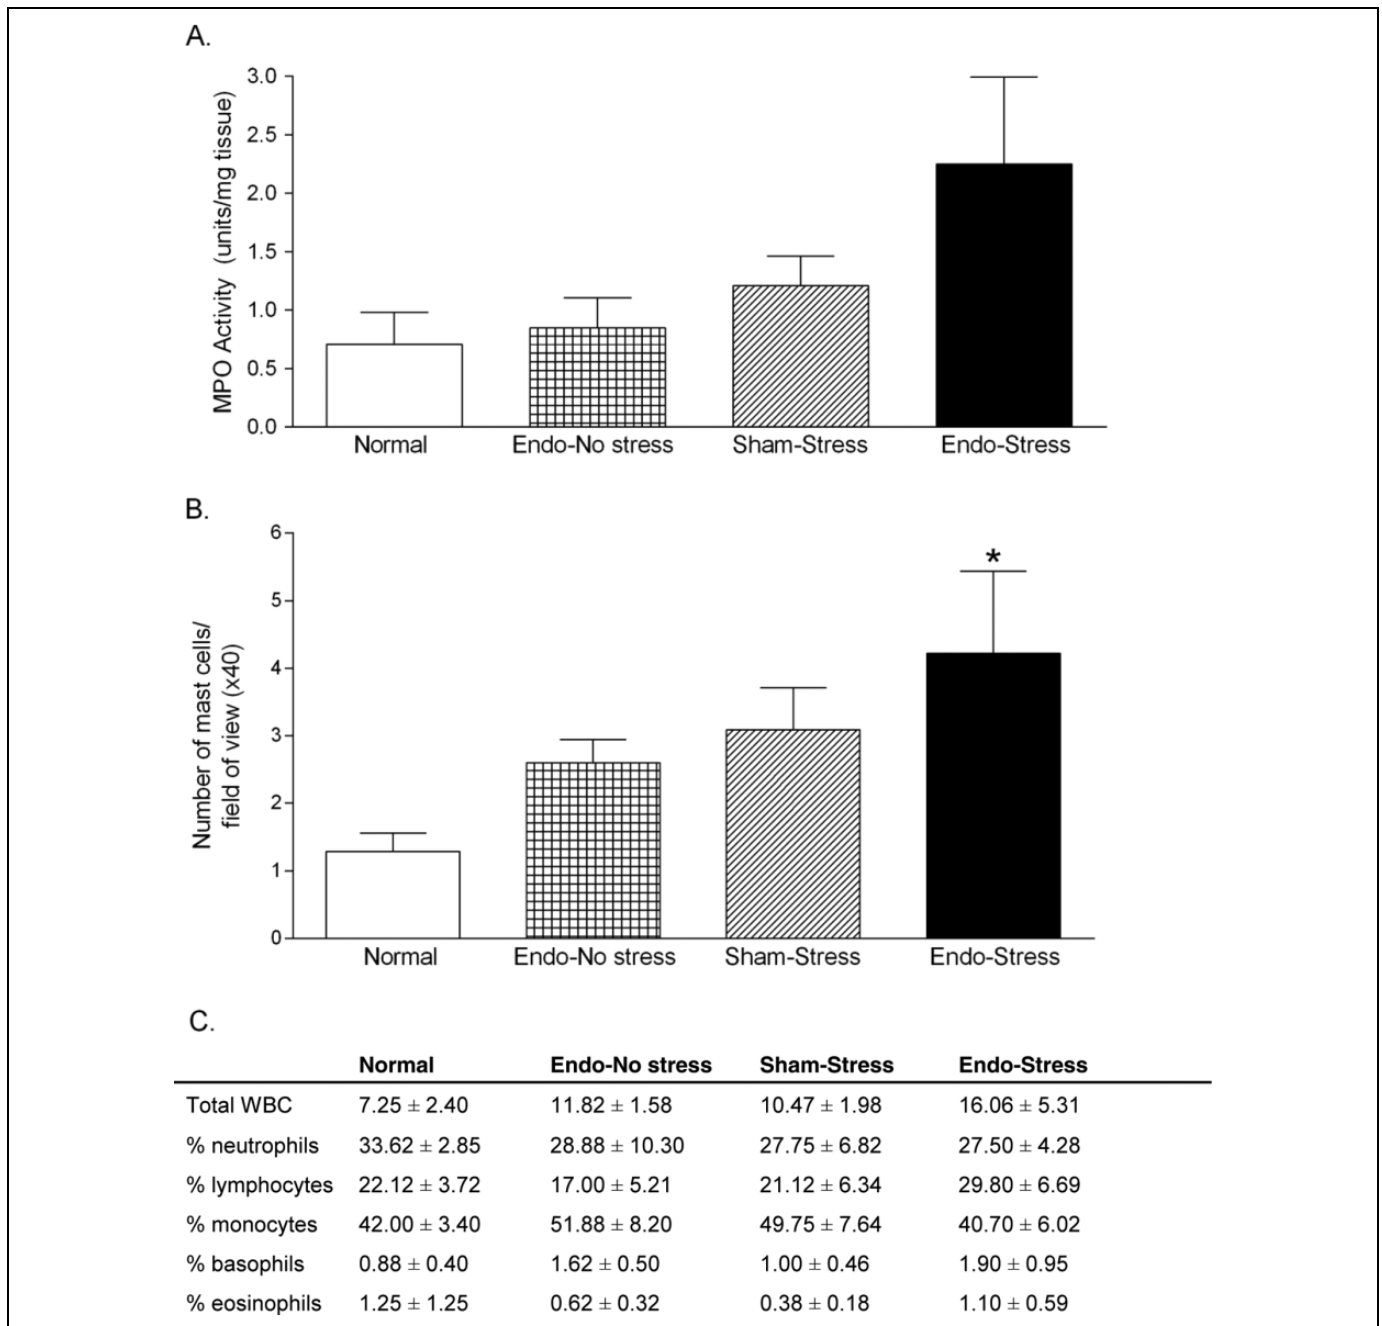 A.
MPO Activity (units/mg tissue)
3.0
2.5
2.0
1.5
1.0
0.5
0.0
Normal Endo-No stress Sham-Stress Endo-Stress
B.
Number of mast cells/
field of view (x40)
6
5
4
3
2
1
0
*
Normal Endo-No stress Sham-Stress Endo-Stress
C.
Normal Endo-No stress Sham-Stress Endo-Stress
Total WBC 7.25 ± 2.40 11.82 ± 1.58 10.47 ± 1.98 16.06 ± 5.31
% neutrophils 33.62 ± 2.85 28.88 ± 10.30 27.75 ± 6.82 27.50 ± 4.28
% lymphocytes 22.12 ± 3.72 17.00 ± 5.21 21.12 ± 6.34 29.80 ± 6.69
% monocytes 42.00 ± 3.40 51.88 ± 8.20 49.75 ± 7.64 40.70 ± 6.02
% basophils 0.88 ± 0.40 1.62 ± 0.50 1.00 ± 0.46 1.90 ± 0.95
% eosinophils 1.25 ± 1.25 0.62 ± 0.32 0.38 ± 0.18 1.10 ± 0.59